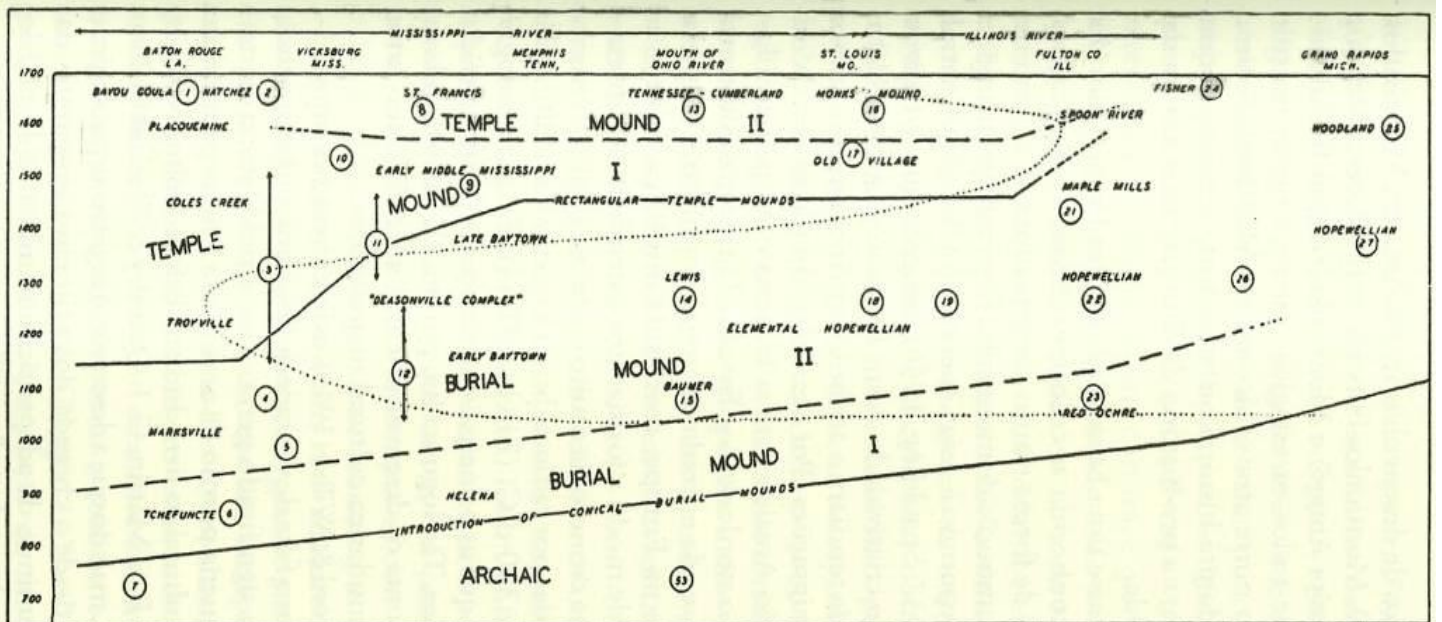 MISSISSIPPI RIVER ILLINOIS RIVER
BATON ROUGE LA. VICKSBURG MISS. MEMPHIS TENN, MOUTH OF OHIO RIVER ST. LOUIS MO. FULTON CO ILL GRAND RAPIDS MICH.
1700
BAYOU GOULA 1 NATCHEZ 2 ST. FRANCIS 8 TENNESSEE-CUMBERLAND 13 MONKS MOUND 16 FISHER 24
1600
PLACQUEMINE TEMPLE MOUND II SPOON RIVER WOODLAND 25
10 EARLY MIDDLE MISSISSIPPI 9 I OLD VILLAGE 17
1500
COLES CREEK MOUND RECTANGULAR TEMPLE MOUNDS MAPLE MILLS 21
1400
TEMPLE 11 LATE BAYTOWN HOPEWELLIAN 27
3
1300
"DEASONVILLE COMPLEX" LEWIS 14 18 19 HOPEWELLIAN 22 26
TROYVILLE ELEMENTAL HOPEWELLIAN
1200
EARLY BAYTOWN MOUND II
12 BURIAL
1100
4 BAUMER 15 23
RED OCHRE
MARKSVILLE 5
1000
BURIAL MOUND I
900
TCHEFUNCTE 6 HELENA
INTRODUCTION OF CONICAL BURIAL MOUNDS
800
7 ARCHAIC 53
700